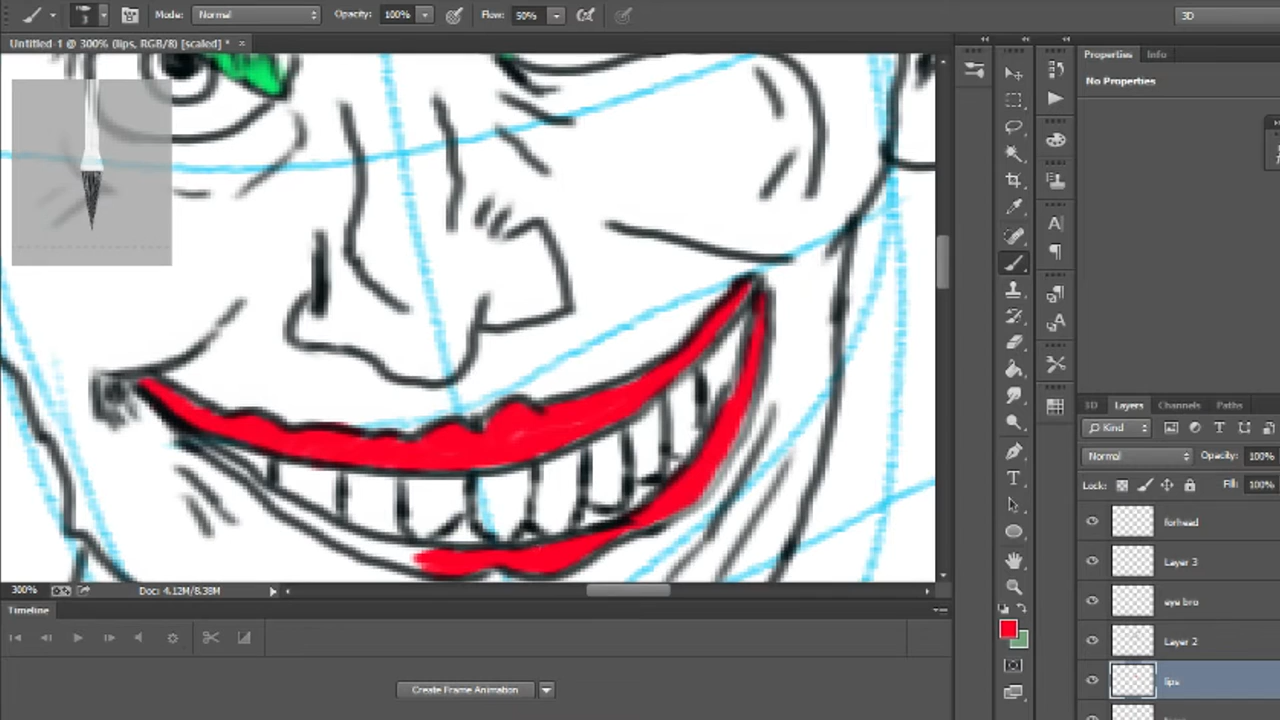 Mode: Normal Opacity: 100% Flow: 50% 3D
Untitled-1 @ 300% (lips, RGB/8) [scaled] * ×
Properties Info
No Properties
A
A
3D Layers Channels Paths
Kind T
Normal Opacity: 100%
Lock: Fill: 100%
T
forhead
Layer 3
eye bro
Layer 2
lips
300% Doc: 4.12M/8.38M
Timeline
Create Frame Animation